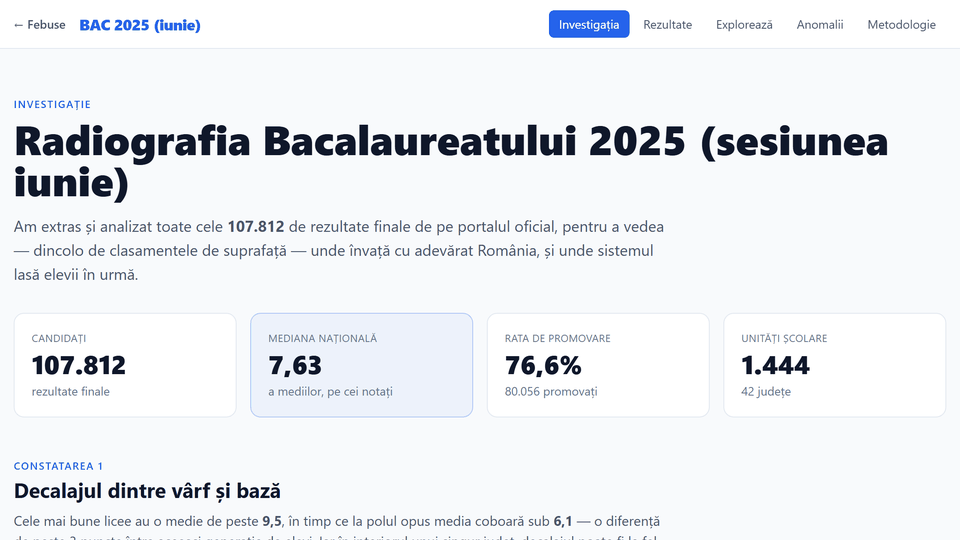 ← Febuse
BAC 2025 (iunie)
Investigația
Rezultate
Explorează
Anomalii
Metodologie
INVESTIGAȚIE
Radiografia Bacalaureatului 2025 (sesiunea
iunie)
Am extras și analizat toate cele 107.812 de rezultate finale de pe portalul oficial, pentru a vedea
— dincolo de clasamentele de suprafață — unde învață cu adevărat România, și unde sistemul
lasă elevii în urmă.
CANDIDAȚI
107.812
rezultate finale
MEDIANA NAȚIONALĂ
7,63
a mediilor, pe cei notați
RATA DE PROMOVARE
76,6%
80.056 promovați
UNITĂȚI ȘCOLARE
1.444
42 județe
CONSTATAREA 1
Decalajul dintre vârf și bază
Cele mai bune licee au o medie de peste 9,5, în timp ce la polul opus media coboară sub 6,1 — o diferență